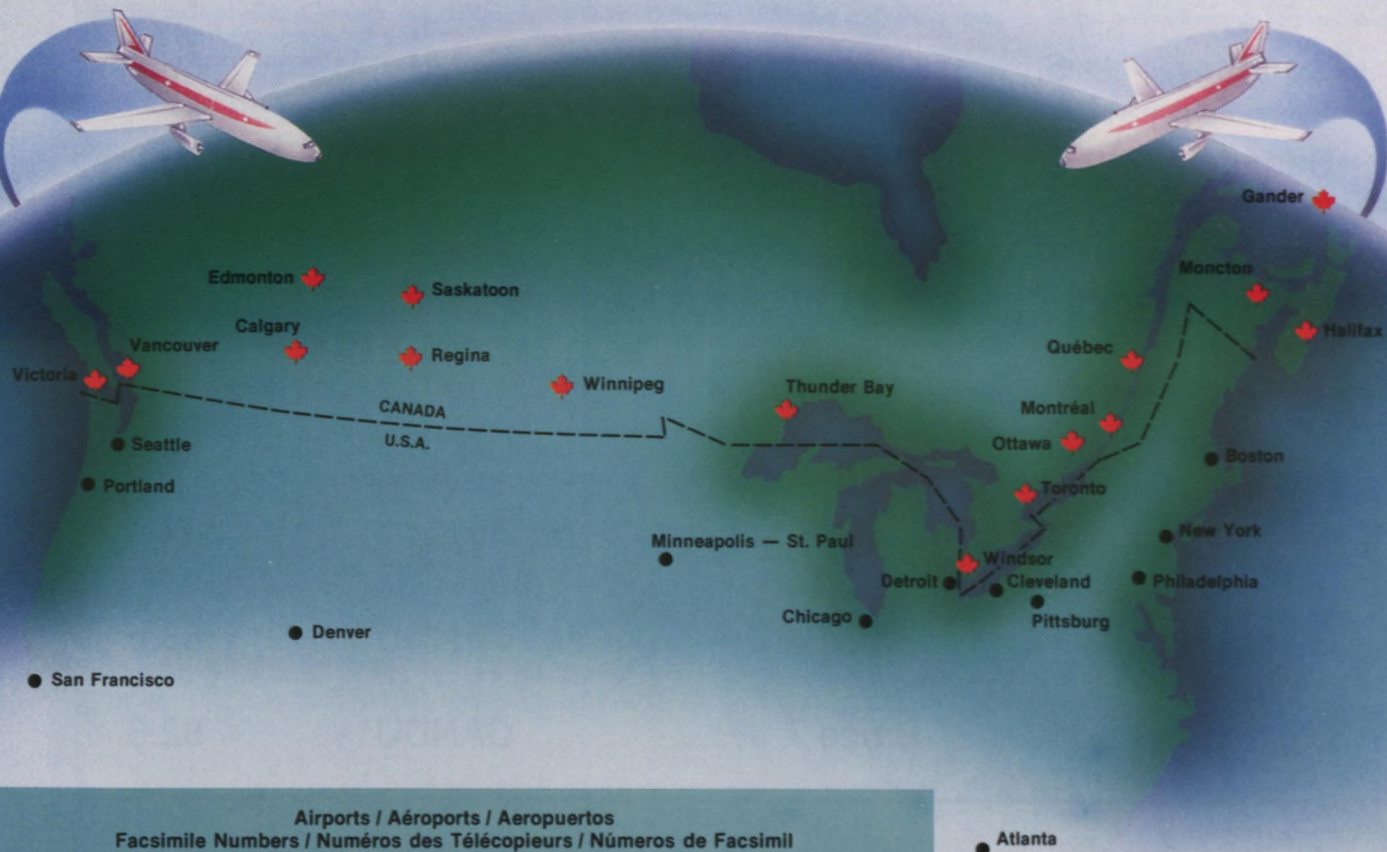 Gander
Moncton
Edmonton
Saskatoon
Calgary
Halifax
Vancouver
Québec
Regina
Victoria
Winnipeg
Thunder Bay
CANADA
Montréal
U.S.A.
Ottawa
Seattle
Boston
Portland
Toronto
New York
Minneapolis — St. Paul
Windsor
Detroit
Cleveland
Philadelphia
Chicago
Pittsburg
Denver
San Francisco
Airports / Aéroports / Aeropuertos
Facsimile Numbers / Numéros des Télécopieurs / Números de Facsimil
Atlanta